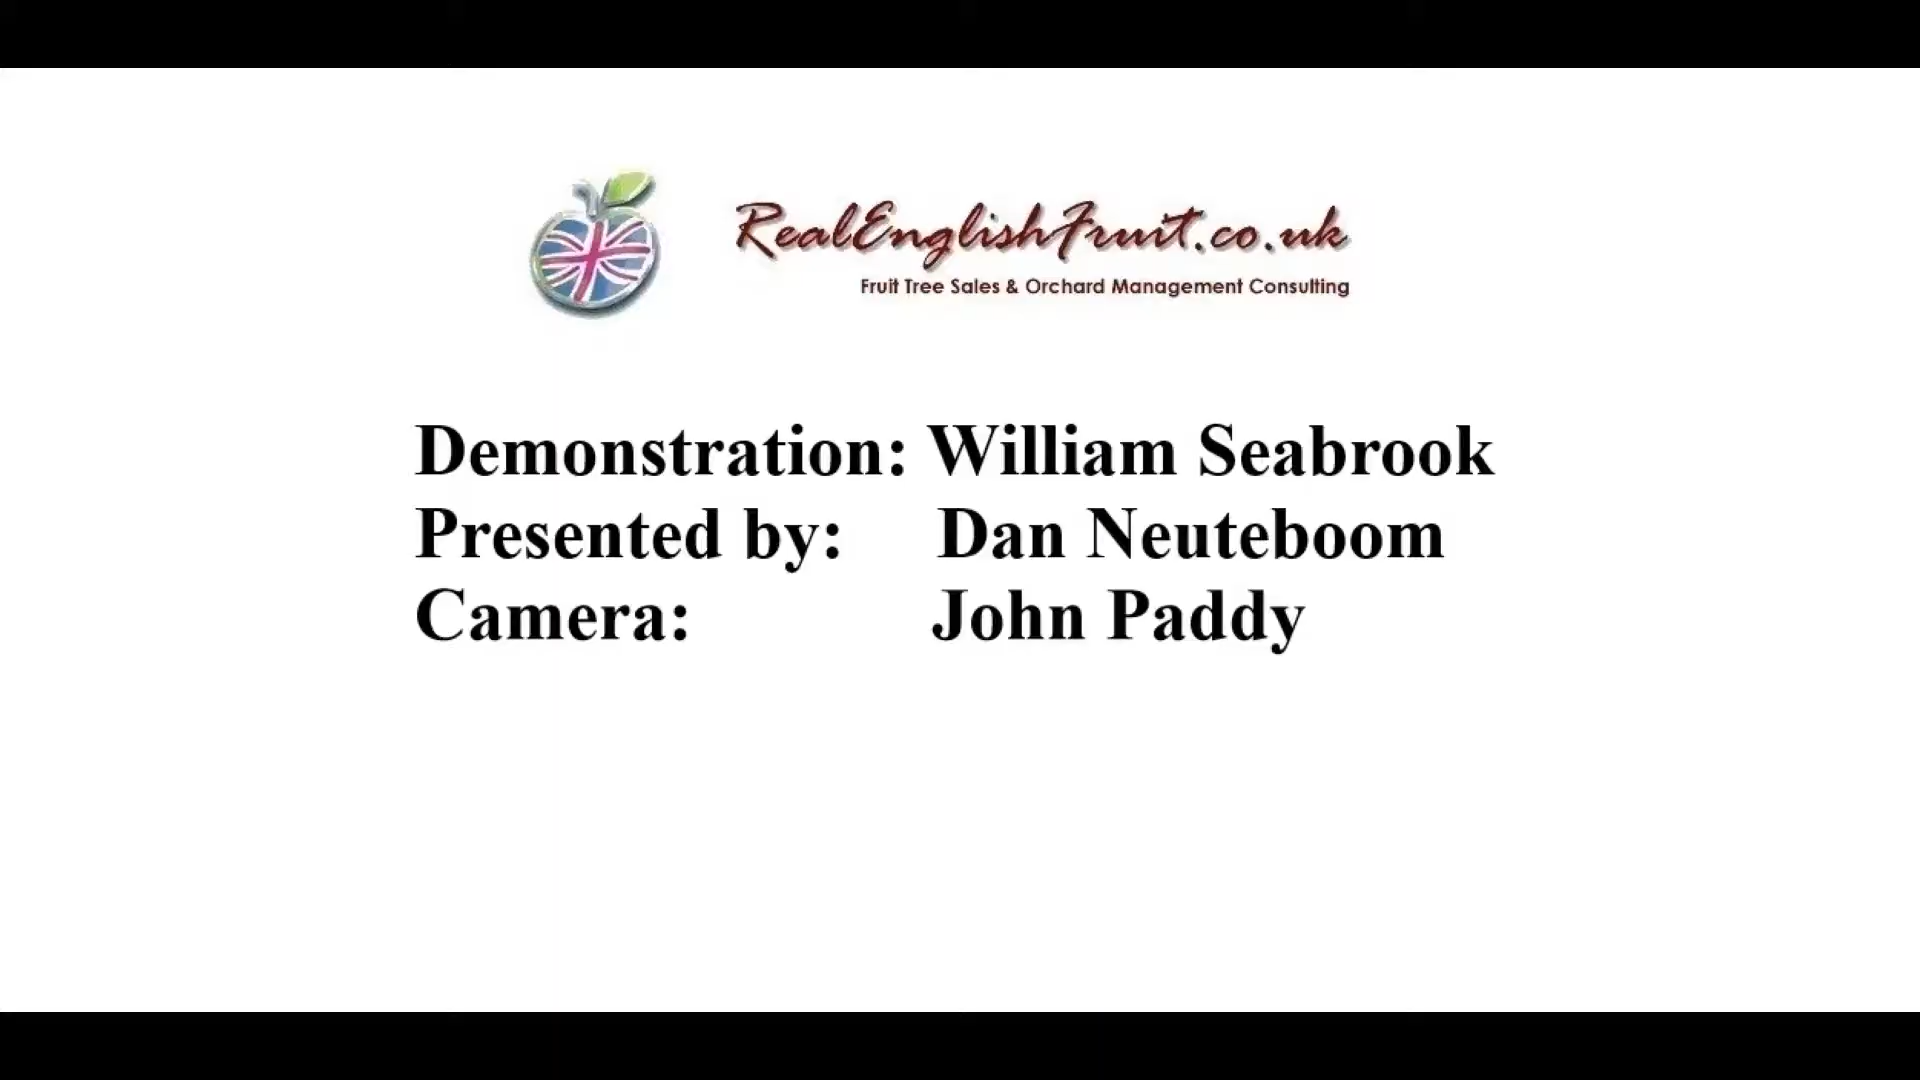 RealEnglishFruit.co.uk
Fruit Tree Sales & Orchard Management Consulting
Demonstration: William Seabrook
Presented by: Dan Neuteboom
Camera: John Paddy